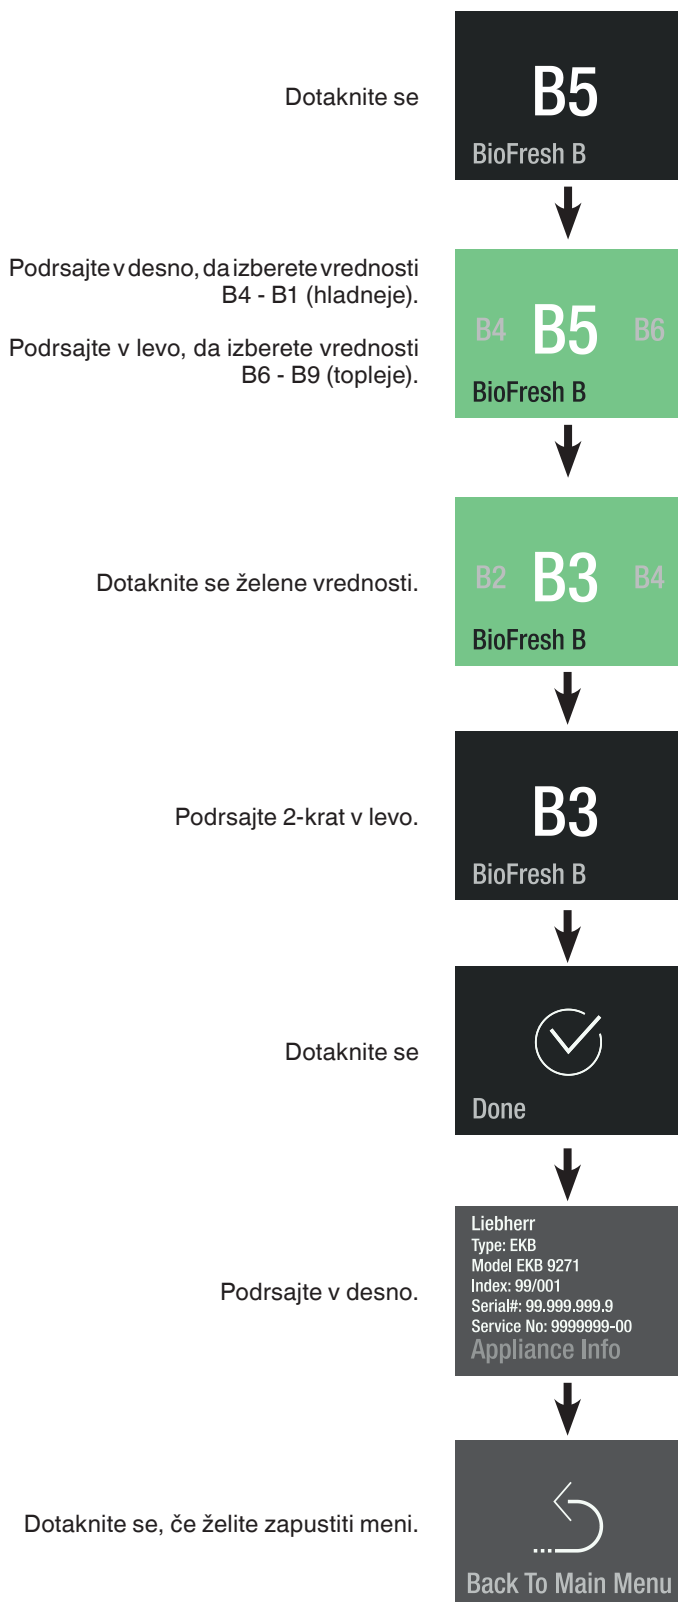 Dotaknite se
B5
BioFresh B
Podrsajte v desno, da izberete vrednosti
B4 - B1 (hladneje).
Podrsajte v levo, da izberete vrednosti
B6 - B9 (topleje).
B4 B5 B6
BioFresh B
Dotaknite se želene vrednosti.
B2 B3 B4
BioFresh B
Podrsajte 2-krat v levo.
B3
BioFresh B
Dotaknite se
Done
Podrsajte v desno.
Liebherr
Type: EKB
Model EKB 9271
Index: 99/001
Serial#: 99.999.999.9
Service No: 9999999-00
Appliance Info
Dotaknite se, če želite zapustiti meni.
Back To Main Menu